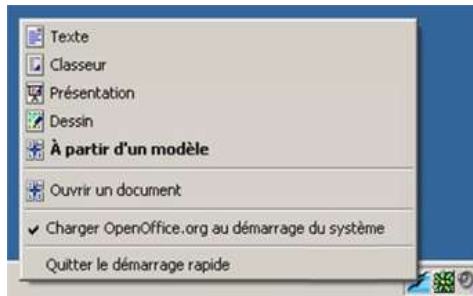 Texte
Classeur
Présentation
Dessin
À partir d'un modèle
Ouvrir un document
Charger OpenOffice.org au démarrage du système
Quitter le démarrage rapide